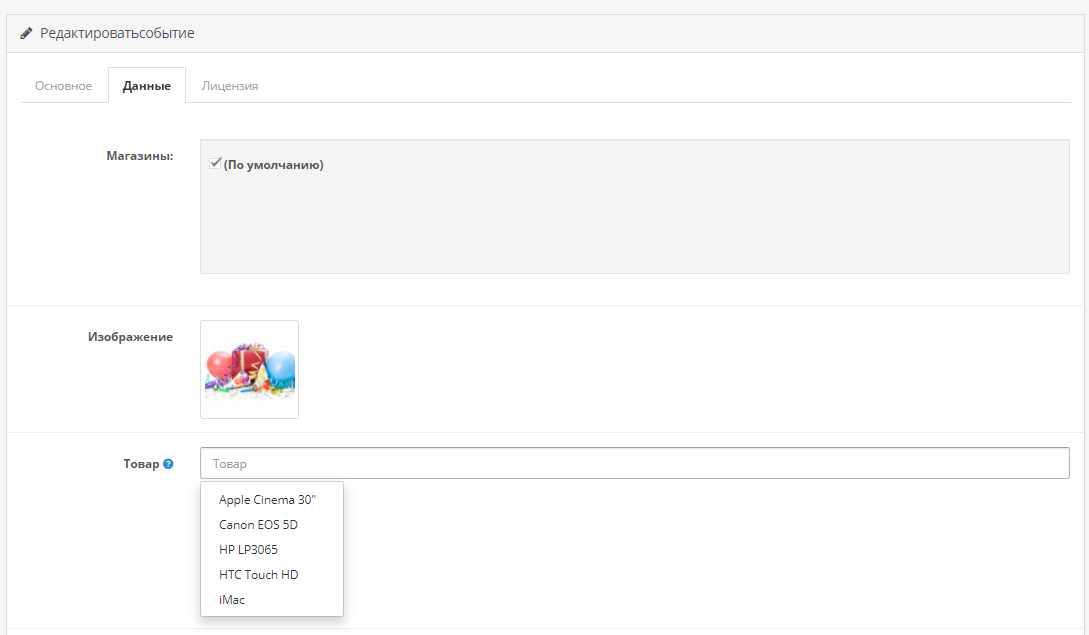 Редактироватьсобытие
Основное Данные Лицензия
Магазины:
(По умолчанию)
Изображение
Товар ? Товар
Apple Cinema 30"
Canon EOS 5D
HP LP3065
HTC Touch HD
iMac